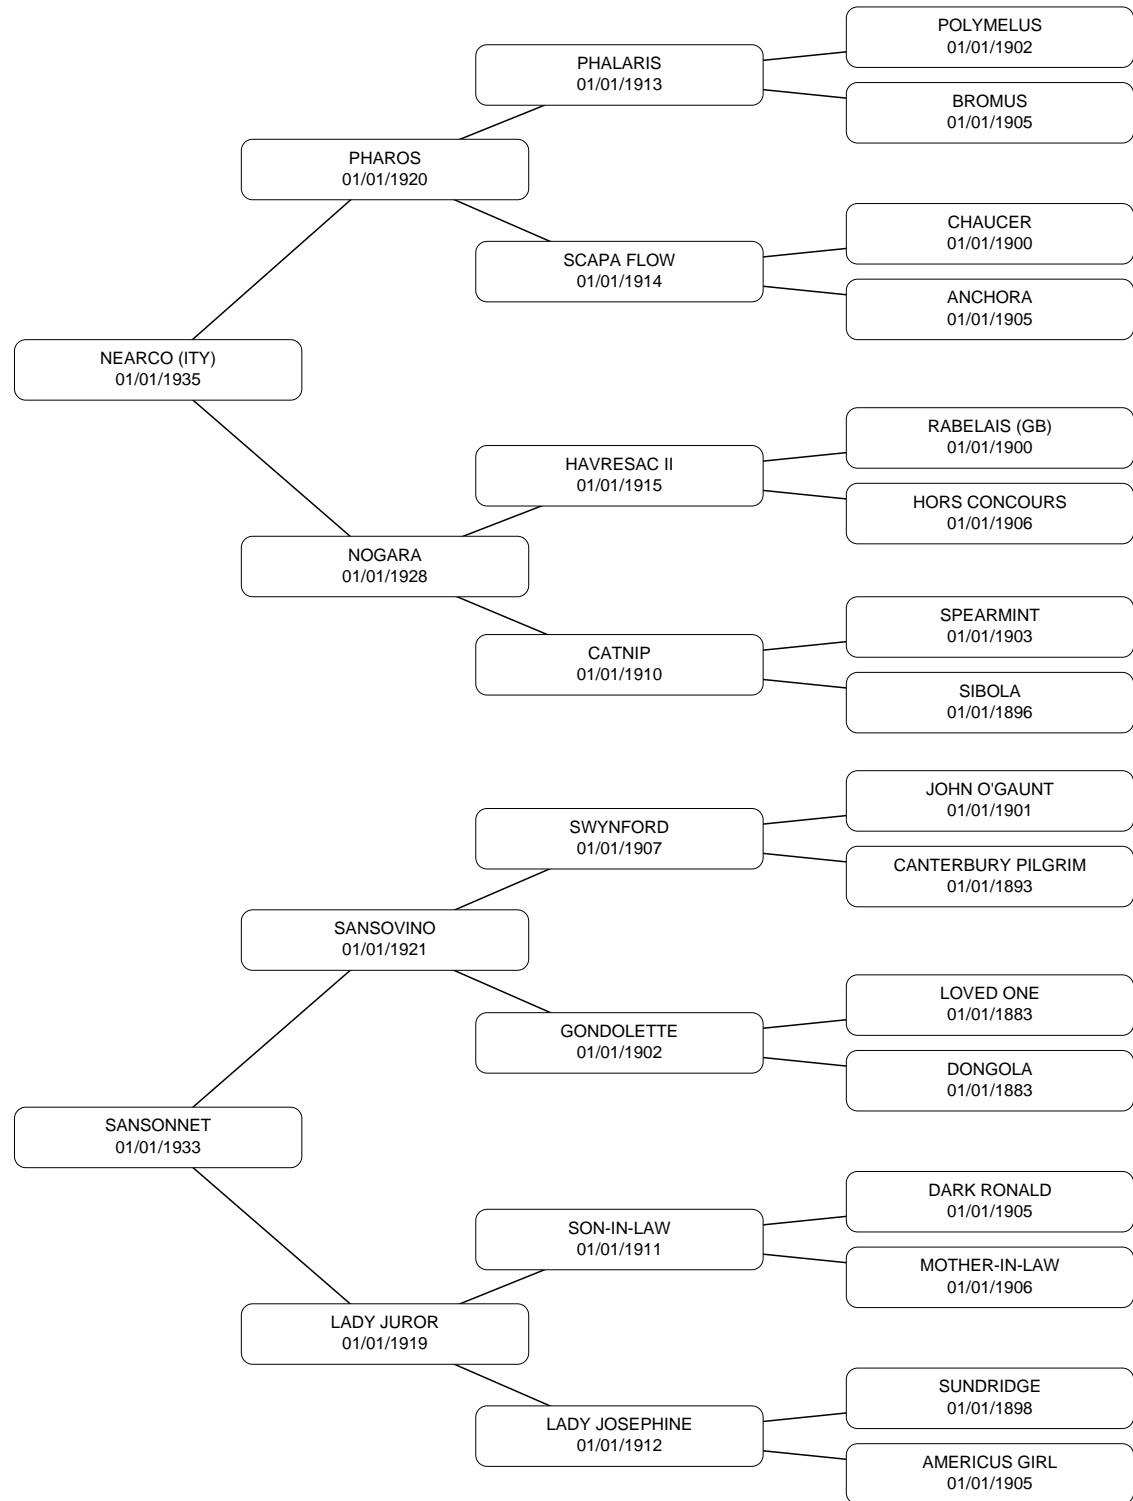 POLYMELUS
01/01/1902
PHALARIS
01/01/1913
BROMUS
01/01/1905
PHAROS
01/01/1920
CHAUCER
01/01/1900
SCAPA FLOW
01/01/1914
ANCHORA
01/01/1905
NEARCO (ITY)
01/01/1935
RABELAIS (GB)
01/01/1900
HAVRESAC II
01/01/1915
HORS CONCOURS
01/01/1906
NOGARA
01/01/1928
SPEARMINT
01/01/1903
CATNIP
01/01/1910
SIBOLA
01/01/1896
JOHN O'GAUNT
01/01/1901
SWYNFORD
01/01/1907
CANTERBURY PILGRIM
01/01/1893
SANSOVINO
01/01/1921
LOVED ONE
01/01/1883
GONDOLETTE
01/01/1902
DONGOLA
01/01/1883
SANSONNET
01/01/1933
DARK RONALD
01/01/1905
SON-IN-LAW
01/01/1911
MOTHER-IN-LAW
01/01/1906
LADY JUROR
01/01/1919
SUNDRIDGE
01/01/1898
LADY JOSEPHINE
01/01/1912
AMERICUS GIRL
01/01/1905